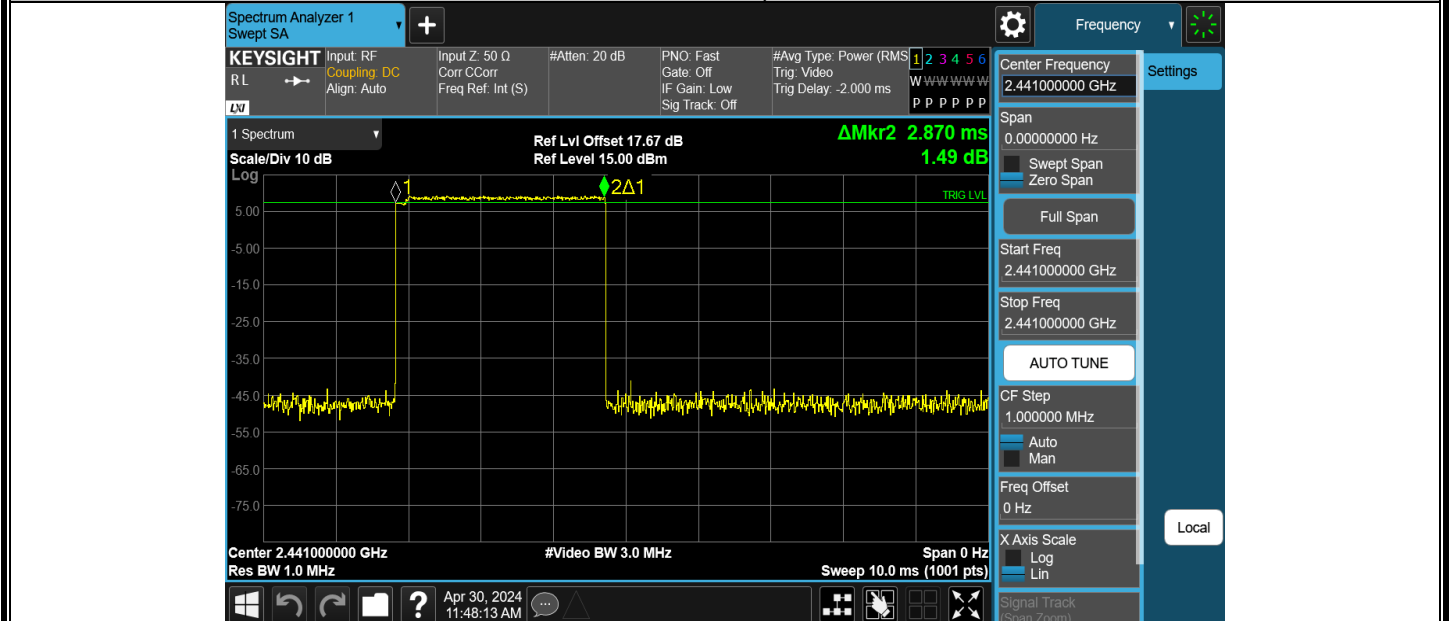 Spectrum Analyzer 1
Swept SA
+
Frequency
KEYSIGHT
RL
LXI
Input: RF
Coupling: DC
Align: Auto
Input Z: 50 Ω
Corr CCorr
Freq Ref: Int (S)
#Atten: 20 dB
PNO: Fast
Gate: Off
IF Gain: Low
Sig Track: Off
#Avg Type: Power (RMS
Trig: Video
Trig Delay: -2.000 ms
1 2 3 4 5 6
W W W W W W
P P P P P P
Center Frequency
2.441000000 GHz
Settings
1 Spectrum
Scale/Div 10 dB
Log
Ref Lvl Offset 17.67 dB
Ref Level 15.00 dBm
ΔMkr2 2.870 ms
1.49 dB
1
2Δ1
TRIG LVL
5.00
-5.00
-15.0
-25.0
-35.0
-45.0
-55.0
-65.0
-75.0
Center 2.441000000 GHz
Res BW 1.0 MHz
#Video BW 3.0 MHz
Span 0 Hz
Sweep 10.0 ms (1001 pts)
Span
0.00000000 Hz
Swept Span
Zero Span
Full Span
Start Freq
2.441000000 GHz
Stop Freq
2.441000000 GHz
AUTO TUNE
CF Step
1.000000 MHz
Auto
Man
Freq Offset
0 Hz
X Axis Scale
Log
Lin
Signal Track
(Span Zoom)
Local
?
Apr 30, 2024
11:48:13 AM